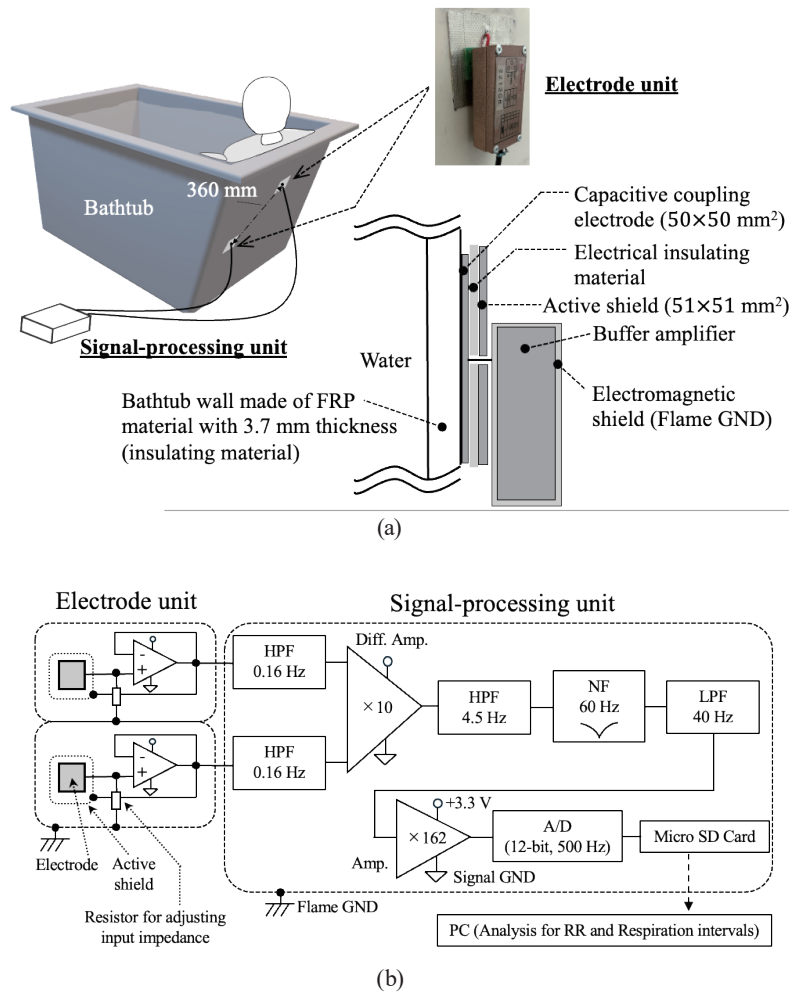 Electrode unit
360 mm
Bathtub
Capacitive coupling
electrode (50×50 mm²)
Electrical insulating
material
Active shield (51×51 mm²)
Buffer amplifier
Signal-processing unit
Water
Electromagnetic
shield (Flame GND)
Bathtub wall made of FRP
material with 3.7 mm thickness
(insulating material)
(a)
Electrode unit
Signal-processing unit
Diff. Amp.
HPF
0.16 Hz
×10
HPF
4.5 Hz
NF
60 Hz
LPF
40 Hz
HPF
0.16 Hz
- 
+
-
+
+3.3 V
×162
Amp.
Signal GND
A/D
(12-bit, 500 Hz)
Micro SD Card
Electrode
Active
shield
Resistor for adjusting
input impedance
Flame GND
PC (Analysis for RR and Respiration intervals)
(b)